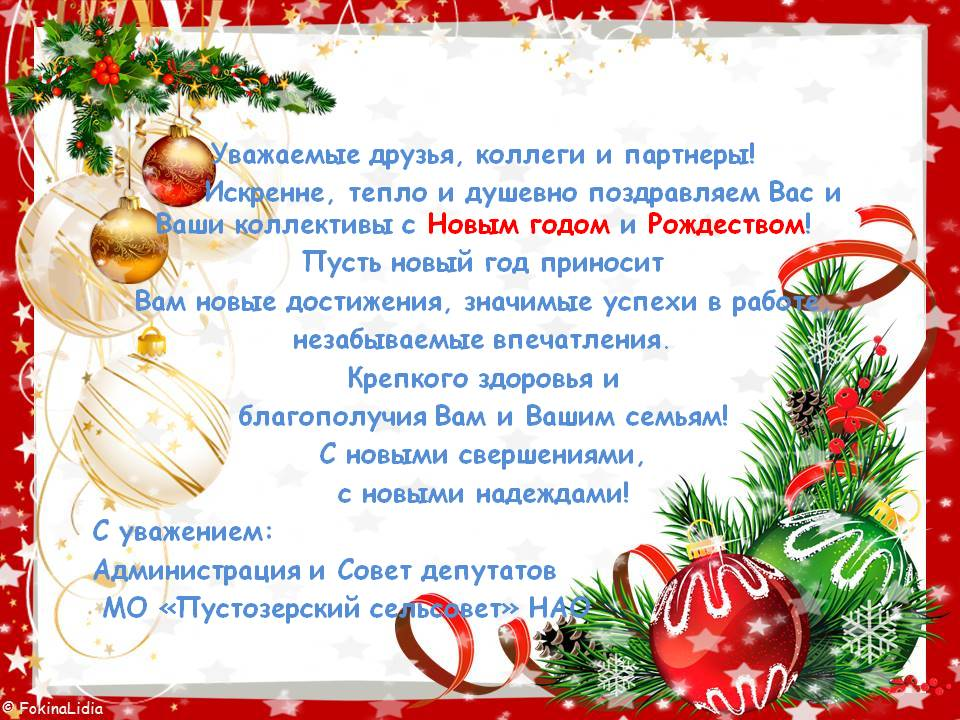 Уважаемые друзья, коллеги и партнеры!
Искренне, тепло и душевно поздравляем Вас и
Ваши коллективы с Новым годом и Рождеством!
Пусть новый год приносит
Вам новые достижения, значимые успехи в работе,
незабываемые впечатления.
Крепкого здоровья и
благополучия Вам и Вашим семьям!
С новыми свершениями,
с новыми надеждами!
С уважением:
Администрация и Совет депутатов
МО «Пустозерский сельсовет» НАО
© FokinaLidia